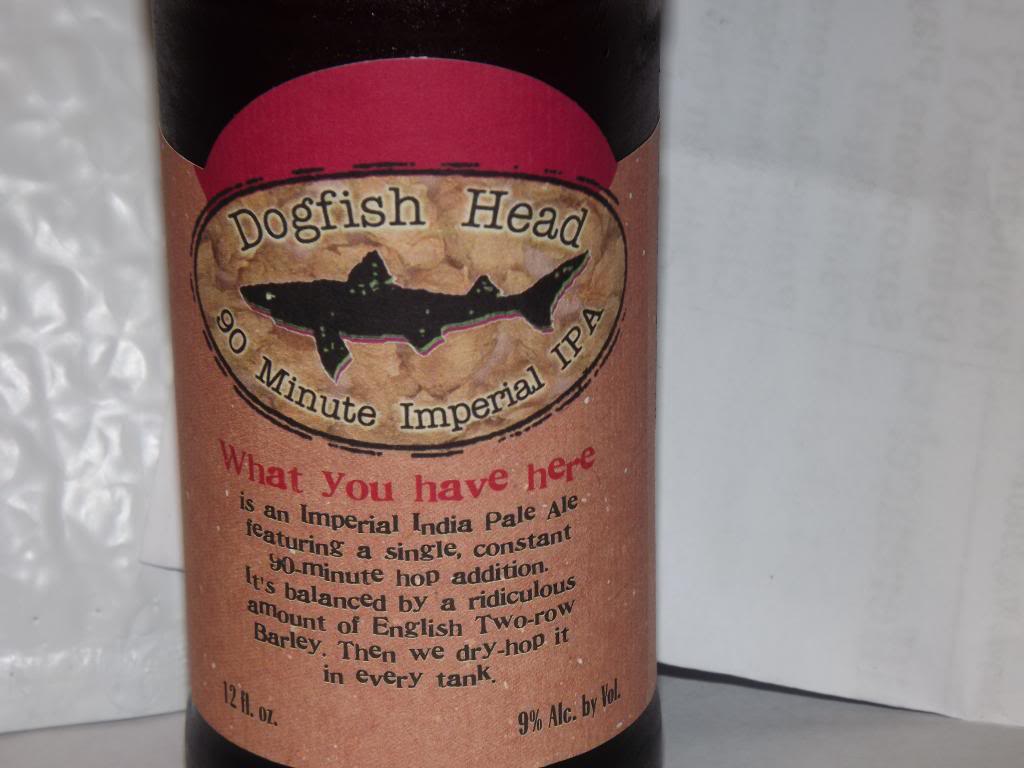 Dogfish Head
90 Minute Imperial IPA
What you have here
is an Imperial India Pale Ale
featuring a single, constant
90-minute hop addition.
It's balanced by a ridiculous
amount of English Two-row
Barley. Then we dry-hop it
in every tank.
12 fl. oz.
9% Alc. by Vol.